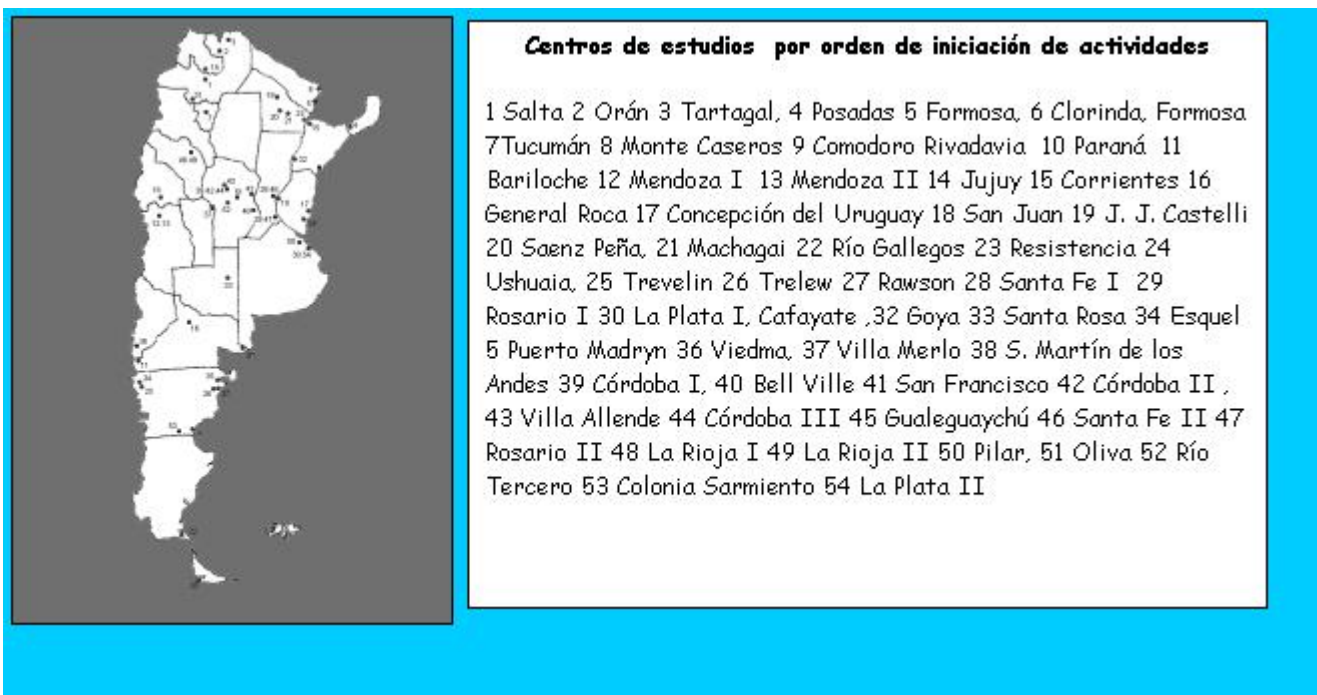 Centros de estudios por orden de iniciación de actividades
1 Salta 2 Orán 3 Tartagal, 4 Posadas 5 Formosa, 6 Clorinda, Formosa
7Tucumán 8 Monte Caseros 9 Comodoro Rivadavia 10 Paraná 11
Bariloche 12 Mendoza I 13 Mendoza II 14 Jujuy 15 Corrientes 16
General Roca 17 Concepción del Uruguay 18 San Juan 19 J. J. Castelli
20 Saenz Peña, 21 Machagai 22 Río Gallegos 23 Resistencia 24
Ushuaia, 25 Trevelin 26 Trelew 27 Rawson 28 Santa Fe I 29
Rosario I 30 La Plata I, Cafayate ,32 Goya 33 Santa Rosa 34 Esquel
5 Puerto Madryn 36 Viedma, 37 Villa Merlo 38 S. Martín de los
Andes 39 Córdoba I, 40 Bell Ville 41 San Francisco 42 Córdoba II ,
43 Villa Allende 44 Córdoba III 45 Gualeguaychú 46 Santa Fe II 47
Rosario II 48 La Rioja I 49 La Rioja II 50 Pilar, 51 Oliva 52 Río
Tercero 53 Colonia Sarmiento 54 La Plata II